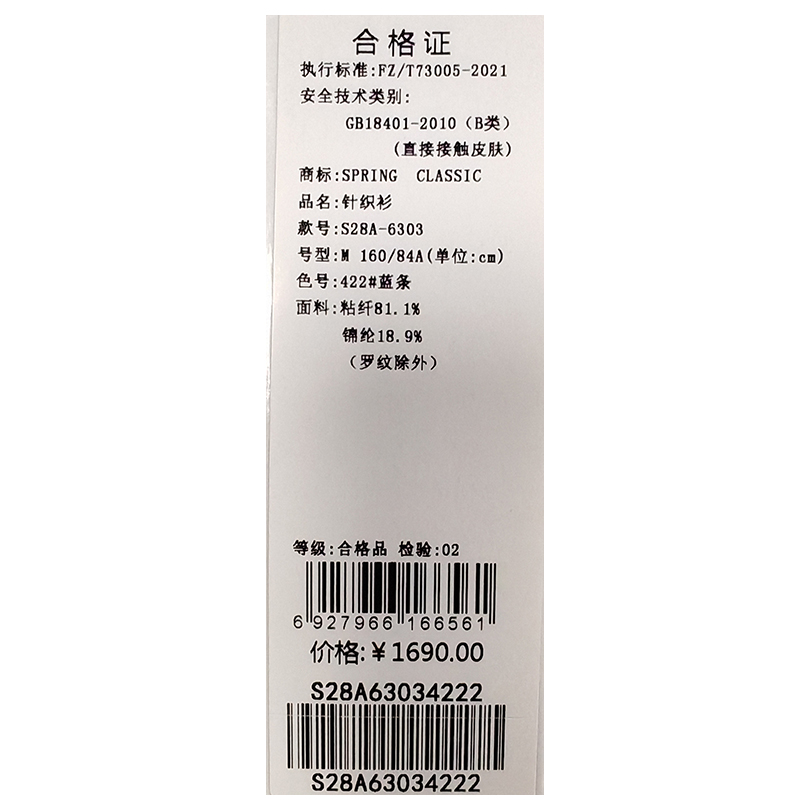 合格证
执行标准:FZ/T73005-2021
安全技术类别:
GB18401-2010（B类）
(直接接触皮肤)
商标:SPRING CLASSIC
品名:针织衫
款号:S28A-6303
号型:M 160/84A(单位:cm)
色号:422#蓝条
面料:粘纤81.1%
锦纶18.9%
（罗纹除外）
等级:合格品 检验:02
6 927966 166561
价格:￥1690.00
S28A63034222
S28A63034222